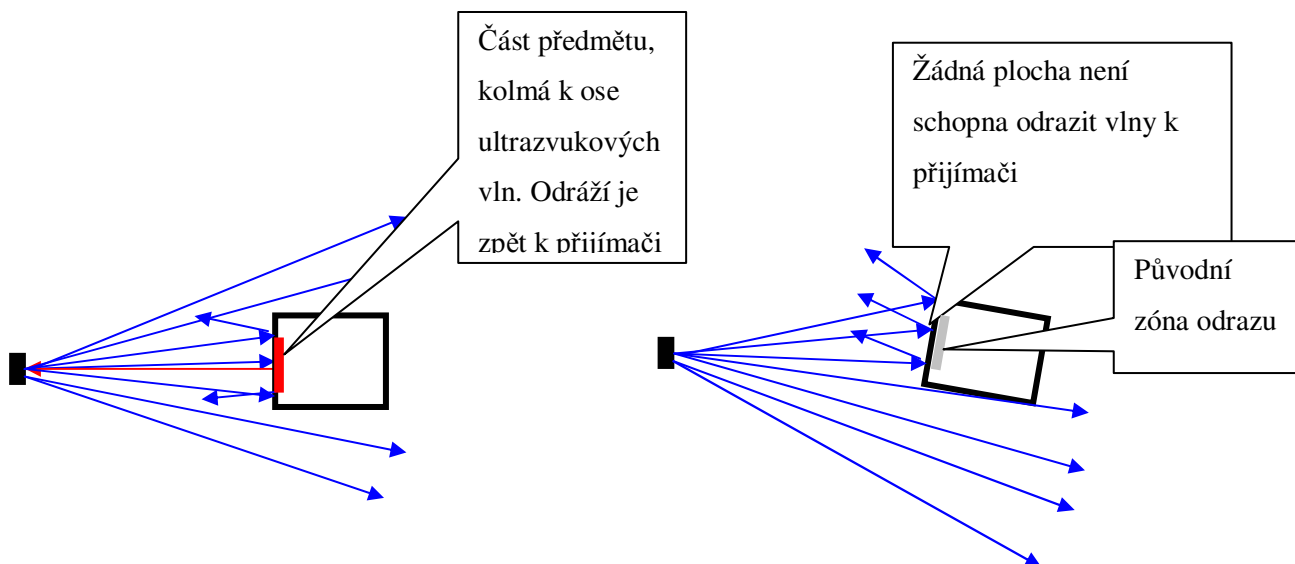 Část předmětu,
kolmá k ose
ultrazvukových
vln. Odráží je
zpět k přijímači
Žádná plocha není
schopna odrazit vlny k
přijímači
Původní
zóna odrazu